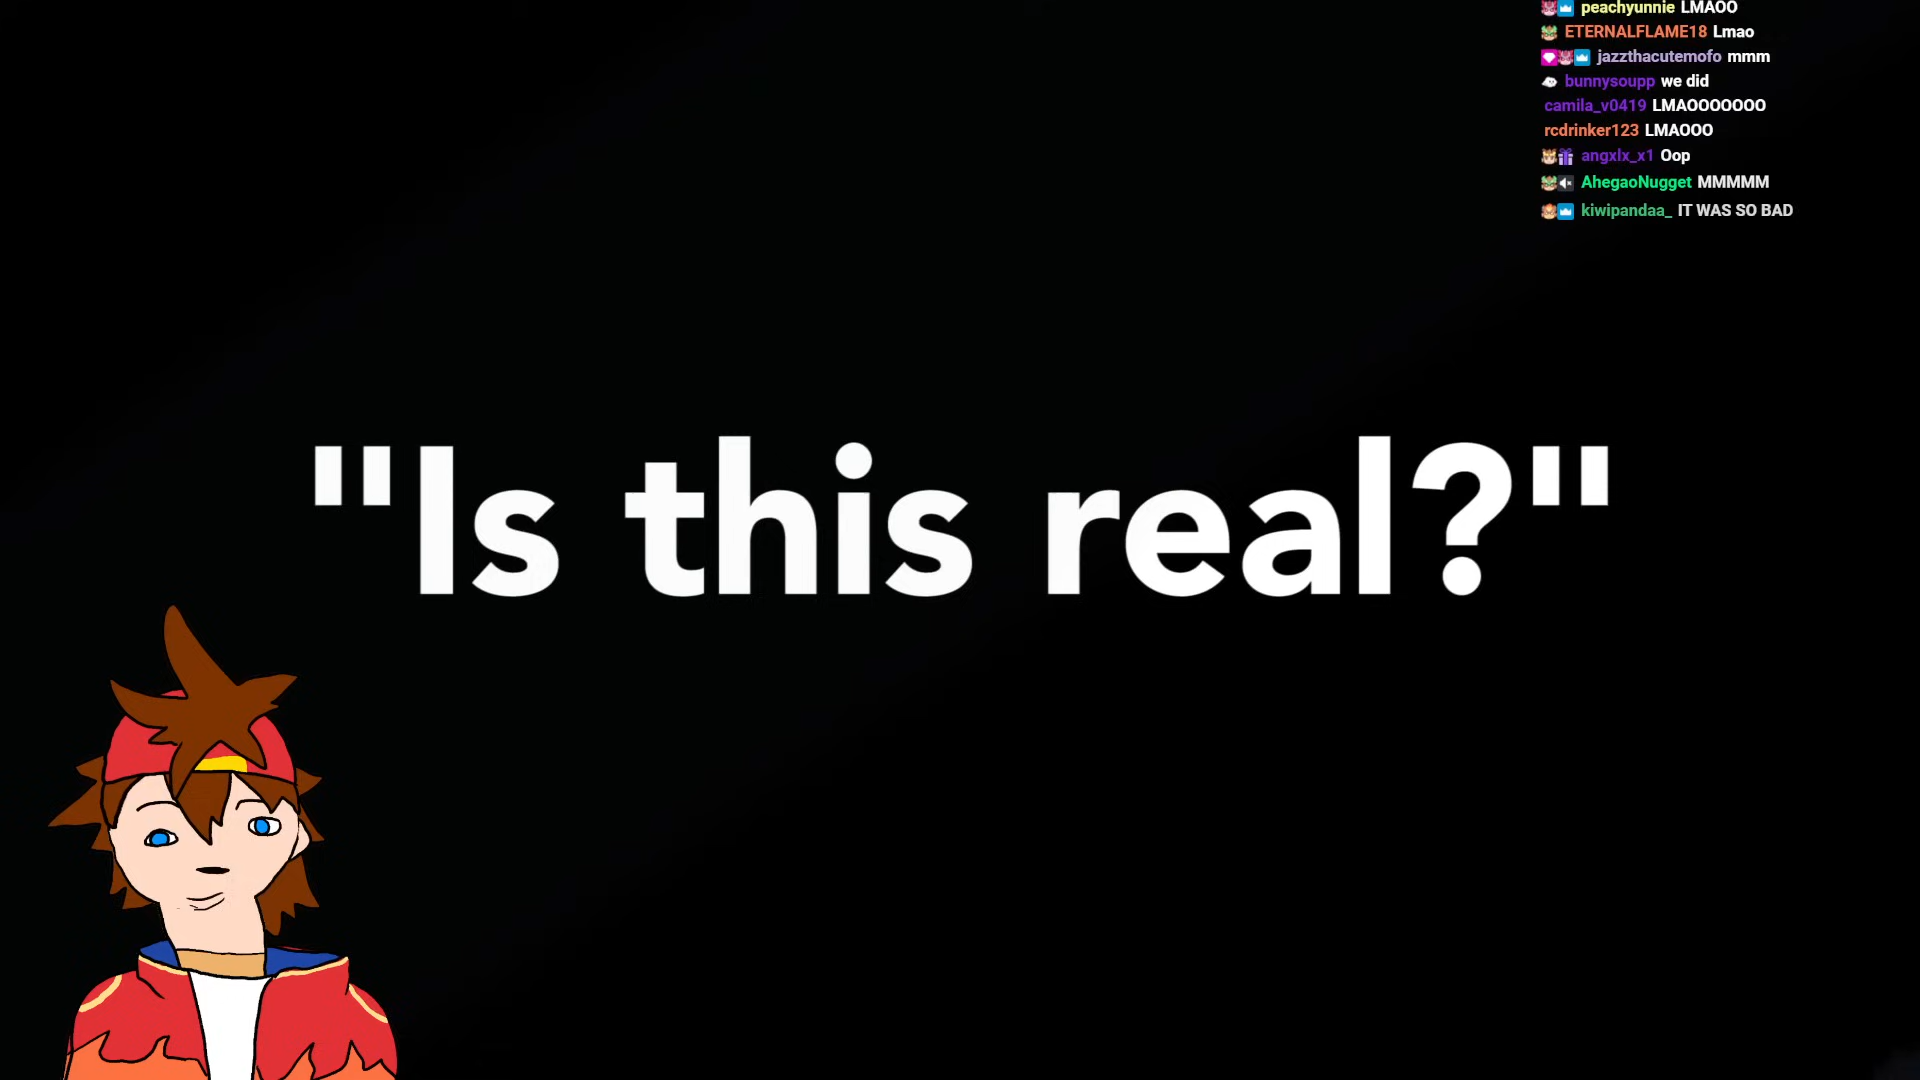 peachyunnie LMAOO
ETERNALFLAME18 Lmao
jazzthacutemofo mmm
bunnysoupp we did
camila_v0419 LMAOOOOOOO
rcdrinker123 LMAOOO
angxlx_x1 Oop
AhegaoNugget MMMMM
kiwipandaa_ IT WAS SO BAD
"Is this real?"